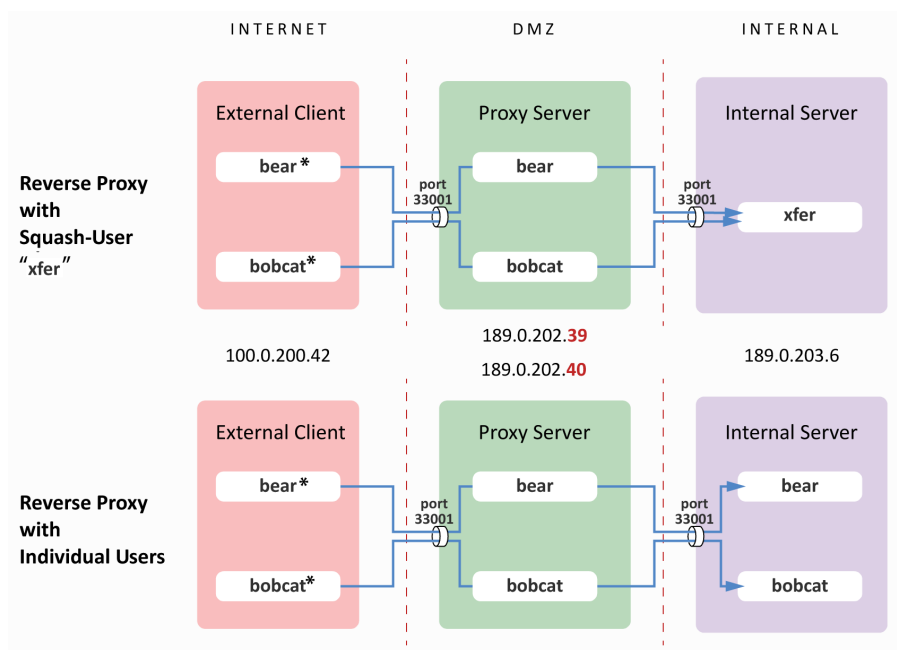 INTERNET
DMZ
INTERNAL
Reverse Proxy
with
Squash-User
“xfer”
External Client
bear*
bobcat*
port
33001
Proxy Server
bear
bobcat
port
33001
Internal Server
xfer
100.0.200.42
189.0.202.39
189.0.202.40
189.0.203.6
Reverse Proxy
with
Individual Users
External Client
bear*
bobcat*
port
33001
Proxy Server
bear
bobcat
port
33001
Internal Server
bear
bobcat